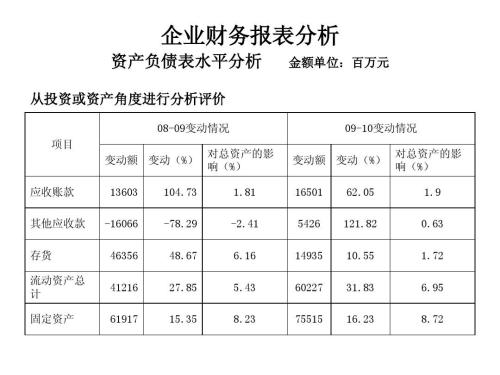 企业财务报表分析
资产负债表水平分析 金额单位：百万元
从投资或资产角度进行分析评价
项目 08-09变动情况 09-10变动情况
变动额 变动（%） 对总资产的影响（%） 变动额 变动（%） 对总资产的影响（%）
应收账款 13603 104.73 1.81 16501 62.05 1.9
其他应收款 -16066 -78.29 -2.41 5426 121.82 0.63
存货 46356 48.67 6.16 14935 10.55 1.72
流动资产总计 41216 27.85 5.43 60227 31.83 6.95
固定资产 61917 15.35 8.23 75515 16.23 8.72